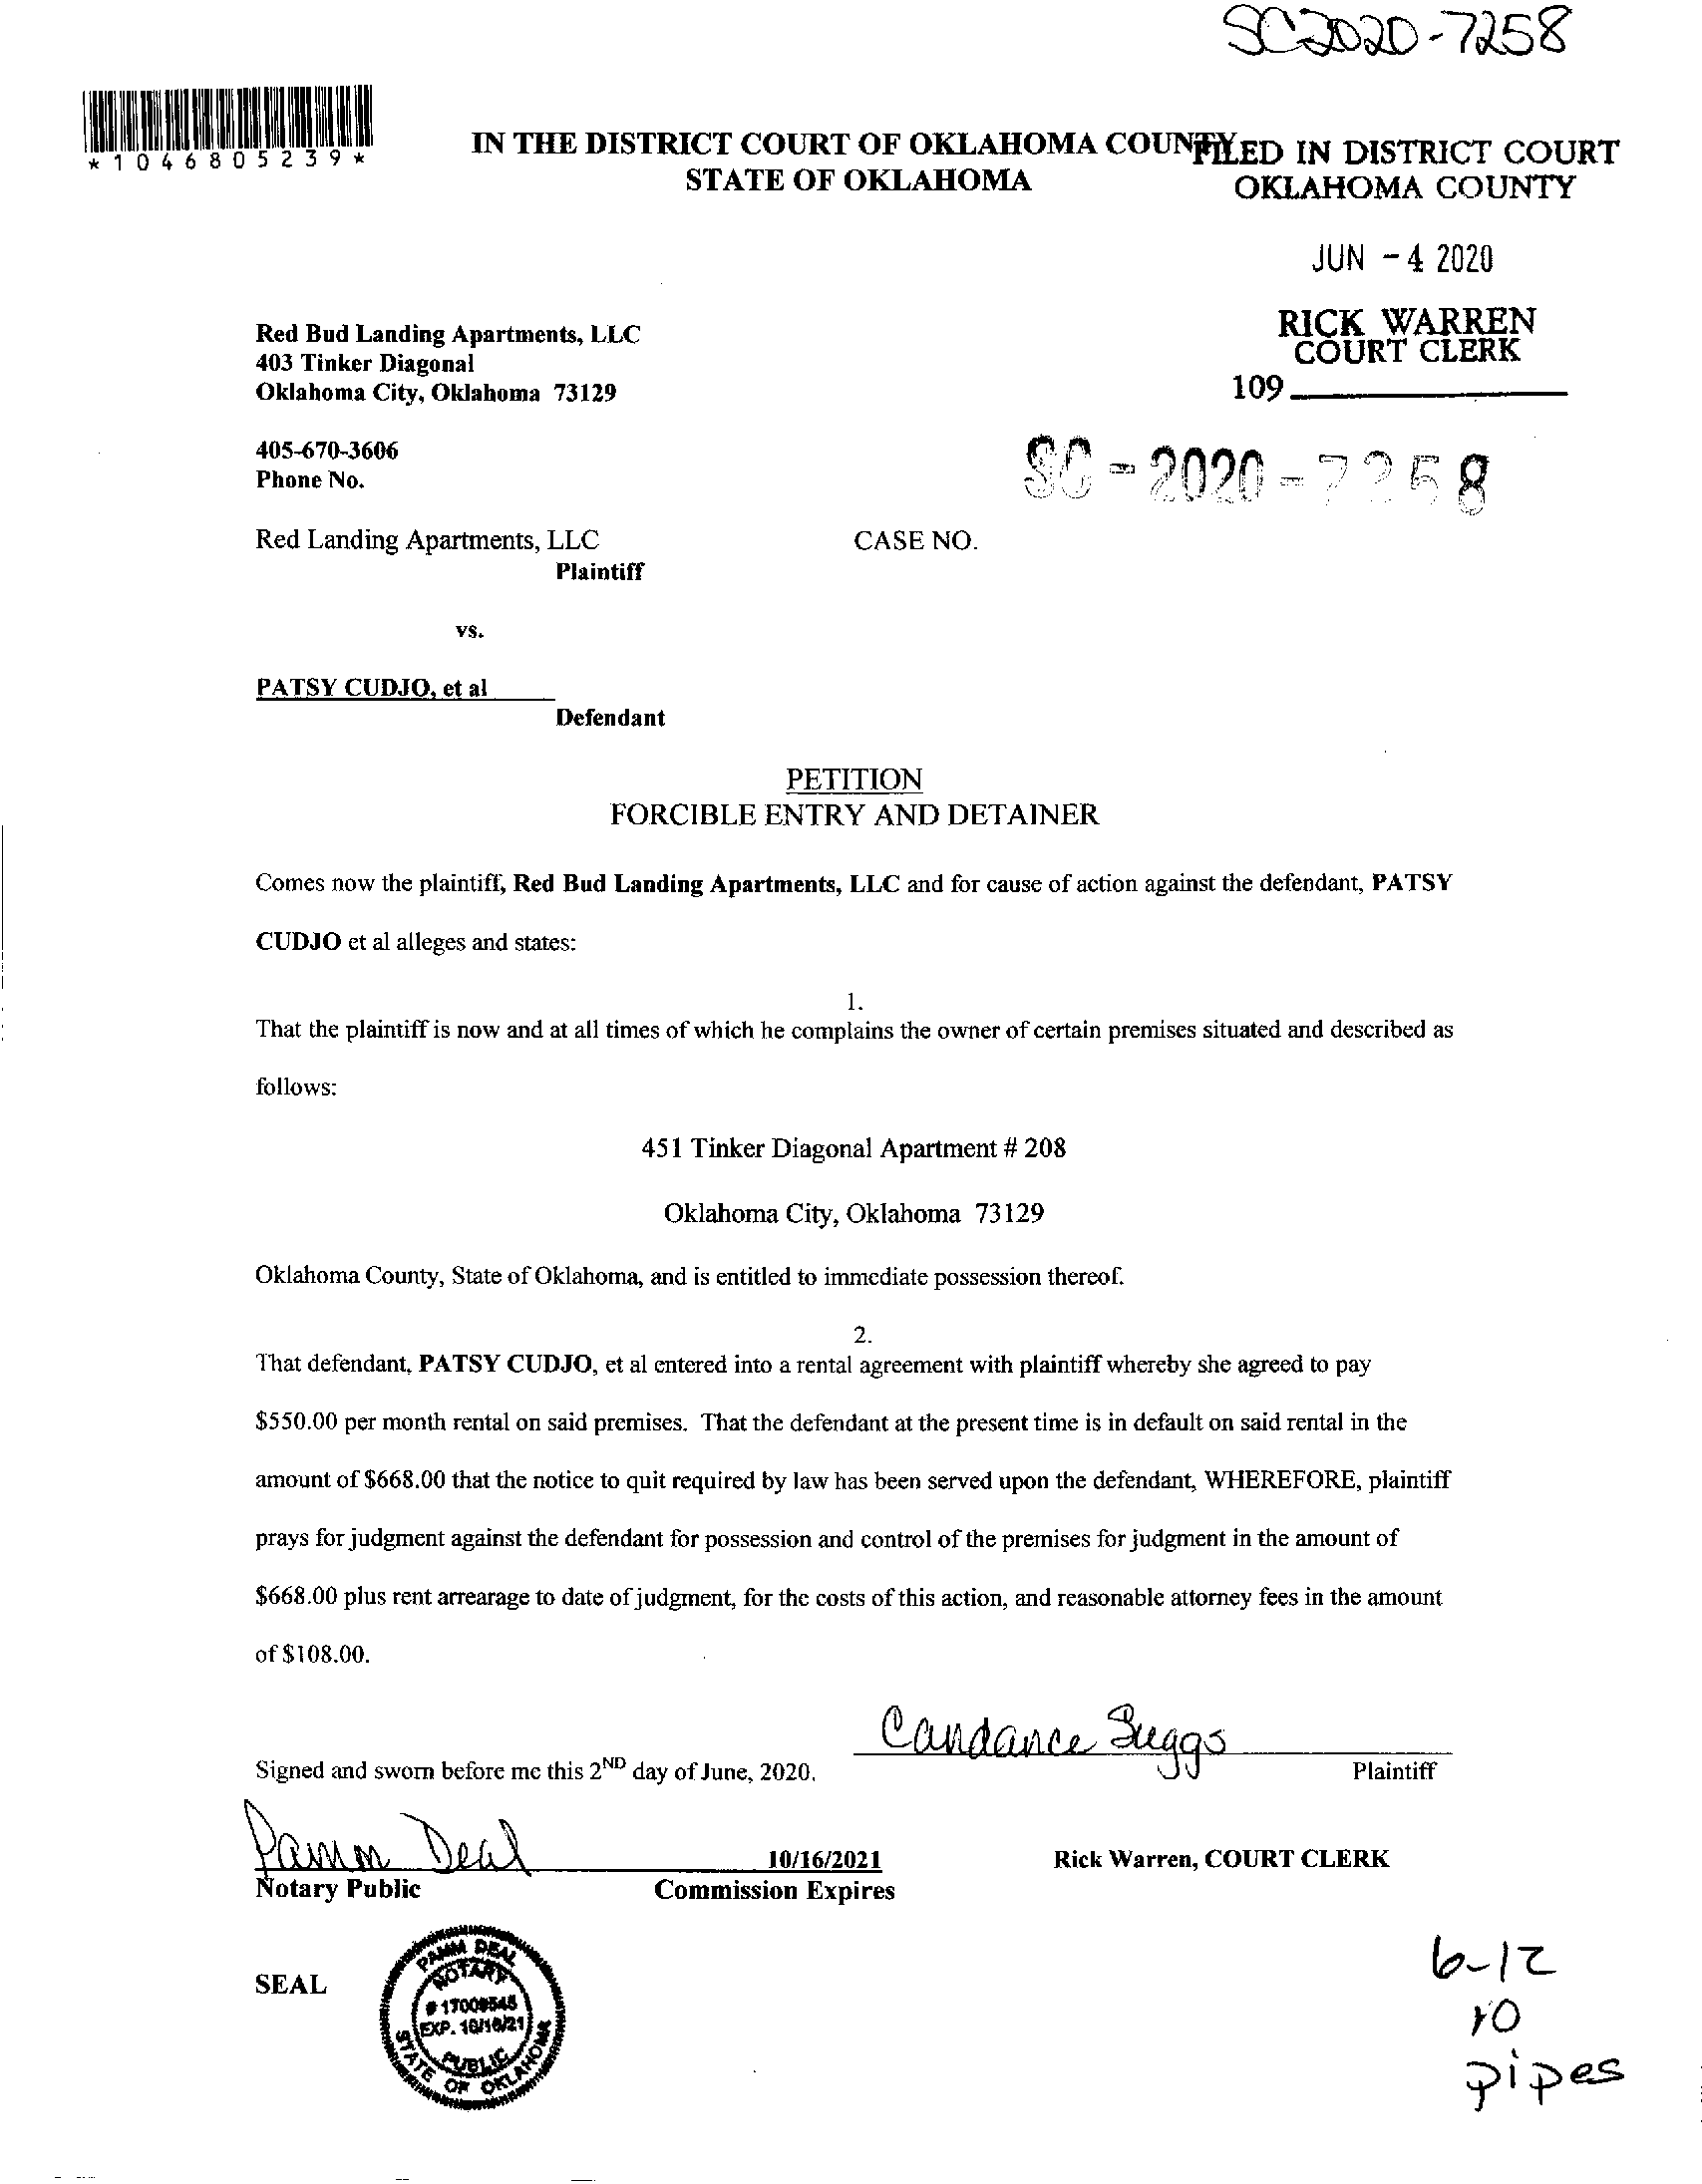 SC2020-7258
*1046805239*
IN THE DISTRICT COURT OF OKLAHOMA COUNTY
STATE OF OKLAHOMA
FILED IN DISTRICT COURT
OKLAHOMA COUNTY
JUN - 4 2020
RICK WARREN
COURT CLERK
109
Red Bud Landing Apartments, LLC
403 Tinker Diagonal
Oklahoma City, Oklahoma 73129
405-670-3606
Phone No.
SC - 2020 - 7258
Red Landing Apartments, LLC
CASE NO.
Plaintiff
vs.
PATSY CUDJO, et al
Defendant
PETITION
FORCIBLE ENTRY AND DETAINER
Comes now the plaintiff, Red Bud Landing Apartments, LLC and for cause of action against the defendant, PATSY
CUDJO et al alleges and states:
1.
That the plaintiff is now and at all times of which he complains the owner of certain premises situated and described as
follows:
451 Tinker Diagonal Apartment # 208
Oklahoma City, Oklahoma 73129
Oklahoma County, State of Oklahoma, and is entitled to immediate possession thereof.
2.
That defendant, PATSY CUDJO, et al entered into a rental agreement with plaintiff whereby she agreed to pay
$550.00 per month rental on said premises. That the defendant at the present time is in default on said rental in the
amount of $668.00 that the notice to quit required by law has been served upon the defendant, WHEREFORE, plaintiff
prays for judgment against the defendant for possession and control of the premises for judgment in the amount of
$668.00 plus rent arrearage to date of judgment, for the costs of this action, and reasonable attorney fees in the amount
of $108.00.
Candance Suggs
Signed and sworn before me this 2ND day of June, 2020.
Plaintiff
Pamm Deal
10/16/2021
Rick Warren, COURT CLERK
Notary Public
Commission Expires
SEAL
PAMM DEAL
NOTARY
EXP. 10/16/21
PUBLIC
STATE OF OKLAHOMA
6-12
pipes